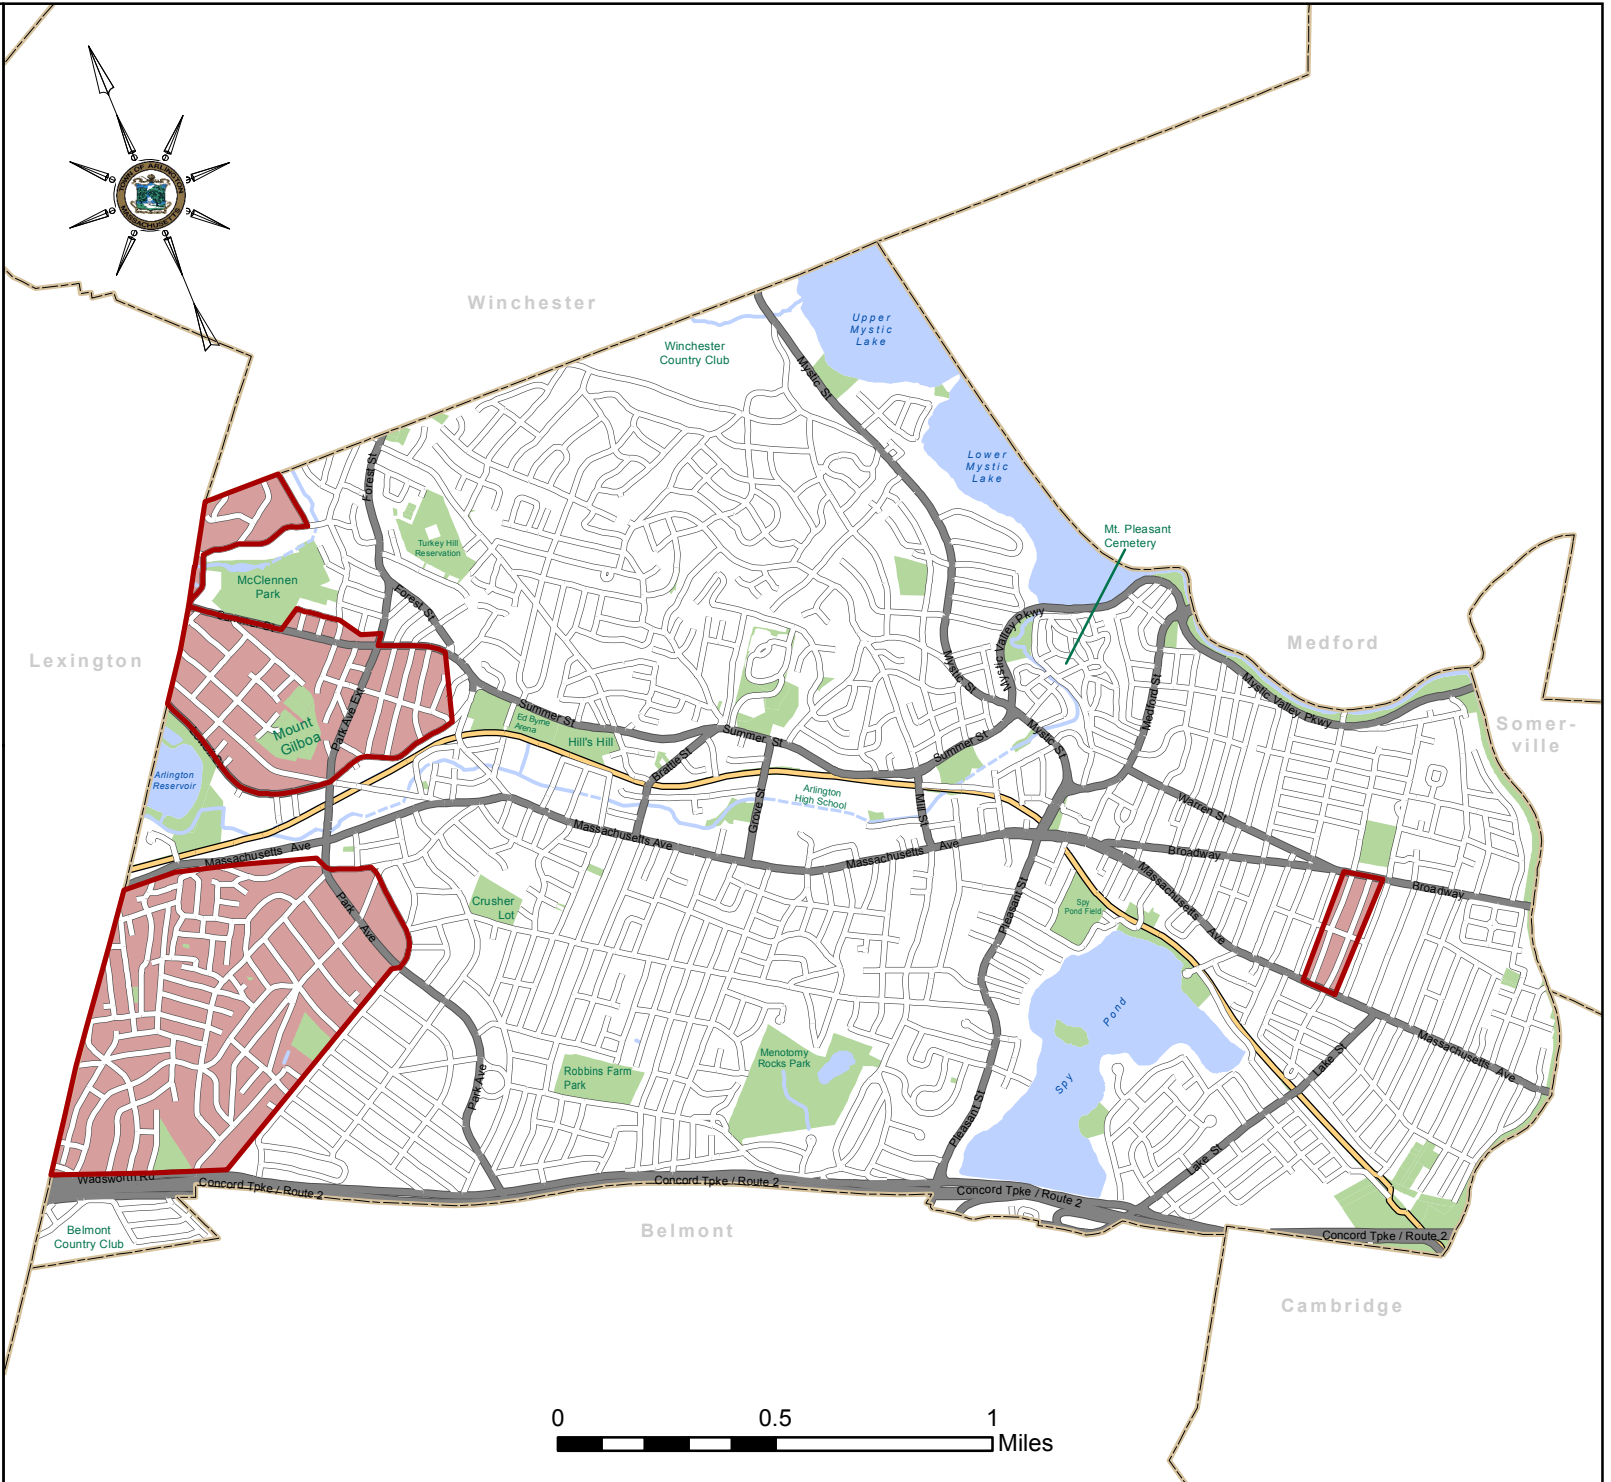 TOWN OF ARLINGTON
MASSACHUSETTS
Winchester
Upper
Mystic
Lake
Winchester
Country Club
Mystic St
Lower
Mystic
Lake
Forest St
Mt. Pleasant
Cemetery
Turkey Hill
Reservation
McClennen
Park
Forest St
Mystic Valley Pkwy
Medford
Lexington
Mystic St
Medford St
Mystic Valley Pkwy
Mount
Gilboa
Park Ave Ext
Summer St
Ed Byrne
Arena
Hill's Hill
Summer St
Summer St
Mystic St
Somer-
ville
Arlington
Reservoir
Brattle St
Grove St
Arlington
High School
Mill St
Warren St
Massachusetts Ave
Massachusetts Ave
Massachusetts Ave
Broadway
Broadway
Massachusetts Ave
Park Ave
Crusher
Lot
Pleasant St
Spy
Pond Field
Spy Pond
Menotomy
Rocks Park
Robbins Farm
Park
Park Ave
Pleasant St
Lake St
Massachusetts Ave
Lake St
Wadsworth Rd
Concord Tpke / Route 2
Concord Tpke / Route 2
Concord Tpke / Route 2
Concord Tpke / Route 2
Belmont
Country Club
Belmont
Cambridge
0 0.5 1
Miles